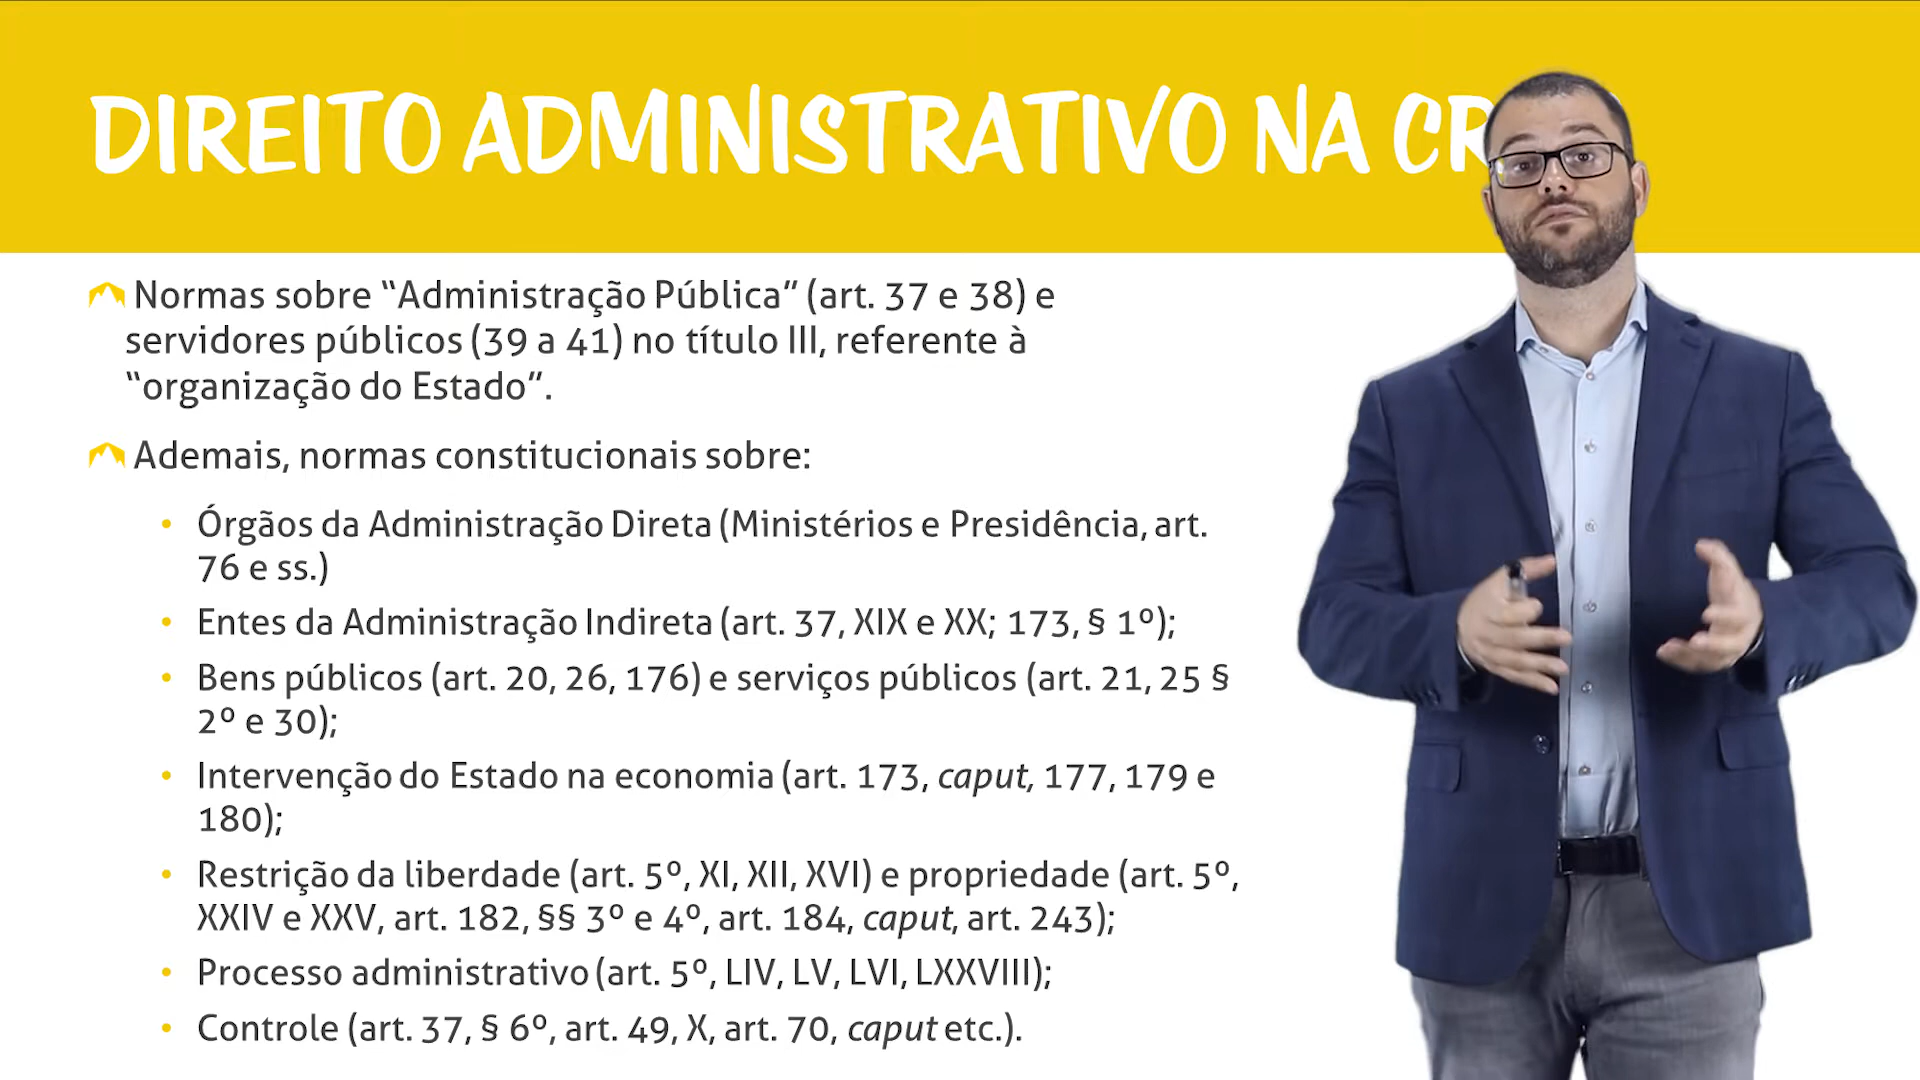 DIREITO ADMINISTRATIVO NA
Normas sobre “Administração Pública” (art. 37 e 38) e
servidores públicos (39 a 41) no título III, referente à
“organização do Estado”.
Ademais, normas constitucionais sobre:
• Órgãos da Administração Direta (Ministérios e Presidência, art.
76 e ss.)
• Entes da Administração Indireta (art. 37, XIX e XX; 173, § 1º);
• Bens públicos (art. 20, 26, 176) e serviços públicos (art. 21, 25 §
2º e 30);
• Intervenção do Estado na economia (art. 173, caput, 177, 179 e
180);
• Restrição da liberdade (art. 5º, XI, XII, XVI) e propriedade (art. 5º,
XXIV e XXV, art. 182, §§ 3º e 4º, art. 184, caput, art. 243);
• Processo administrativo (art. 5º, LIV, LV, LVI, LXXVIII);
• Controle (art. 37, § 6º, art. 49, X, art. 70, caput etc.).